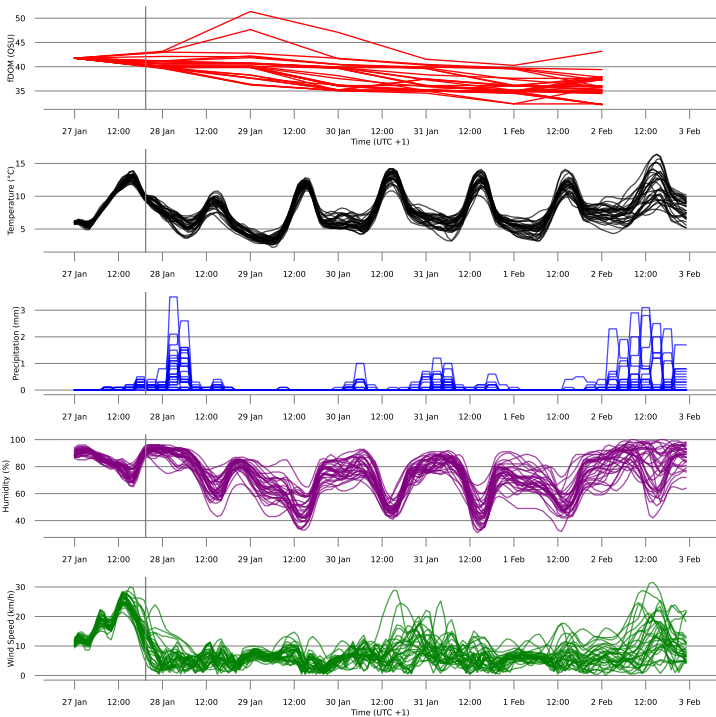 fDOM (QSU)
50
45
40
35
27 Jan 12:00 28 Jan 12:00 29 Jan 12:00 30 Jan 12:00 31 Jan 12:00 1 Feb 12:00 2 Feb 12:00 3 Feb
Time (UTC +1)
Temperature (°C)
15
10
5
27 Jan 12:00 28 Jan 12:00 29 Jan 12:00 30 Jan 12:00 31 Jan 12:00 1 Feb 12:00 2 Feb 12:00 3 Feb
Precipitation (mm)
3
2
1
0
27 Jan 12:00 28 Jan 12:00 29 Jan 12:00 30 Jan 12:00 31 Jan 12:00 1 Feb 12:00 2 Feb 12:00 3 Feb
Humidity (%)
100
80
60
40
27 Jan 12:00 28 Jan 12:00 29 Jan 12:00 30 Jan 12:00 31 Jan 12:00 1 Feb 12:00 2 Feb 12:00 3 Feb
Wind Speed (km/h)
30
20
10
0
27 Jan 12:00 28 Jan 12:00 29 Jan 12:00 30 Jan 12:00 31 Jan 12:00 1 Feb 12:00 2 Feb 12:00 3 Feb
Time (UTC +1)